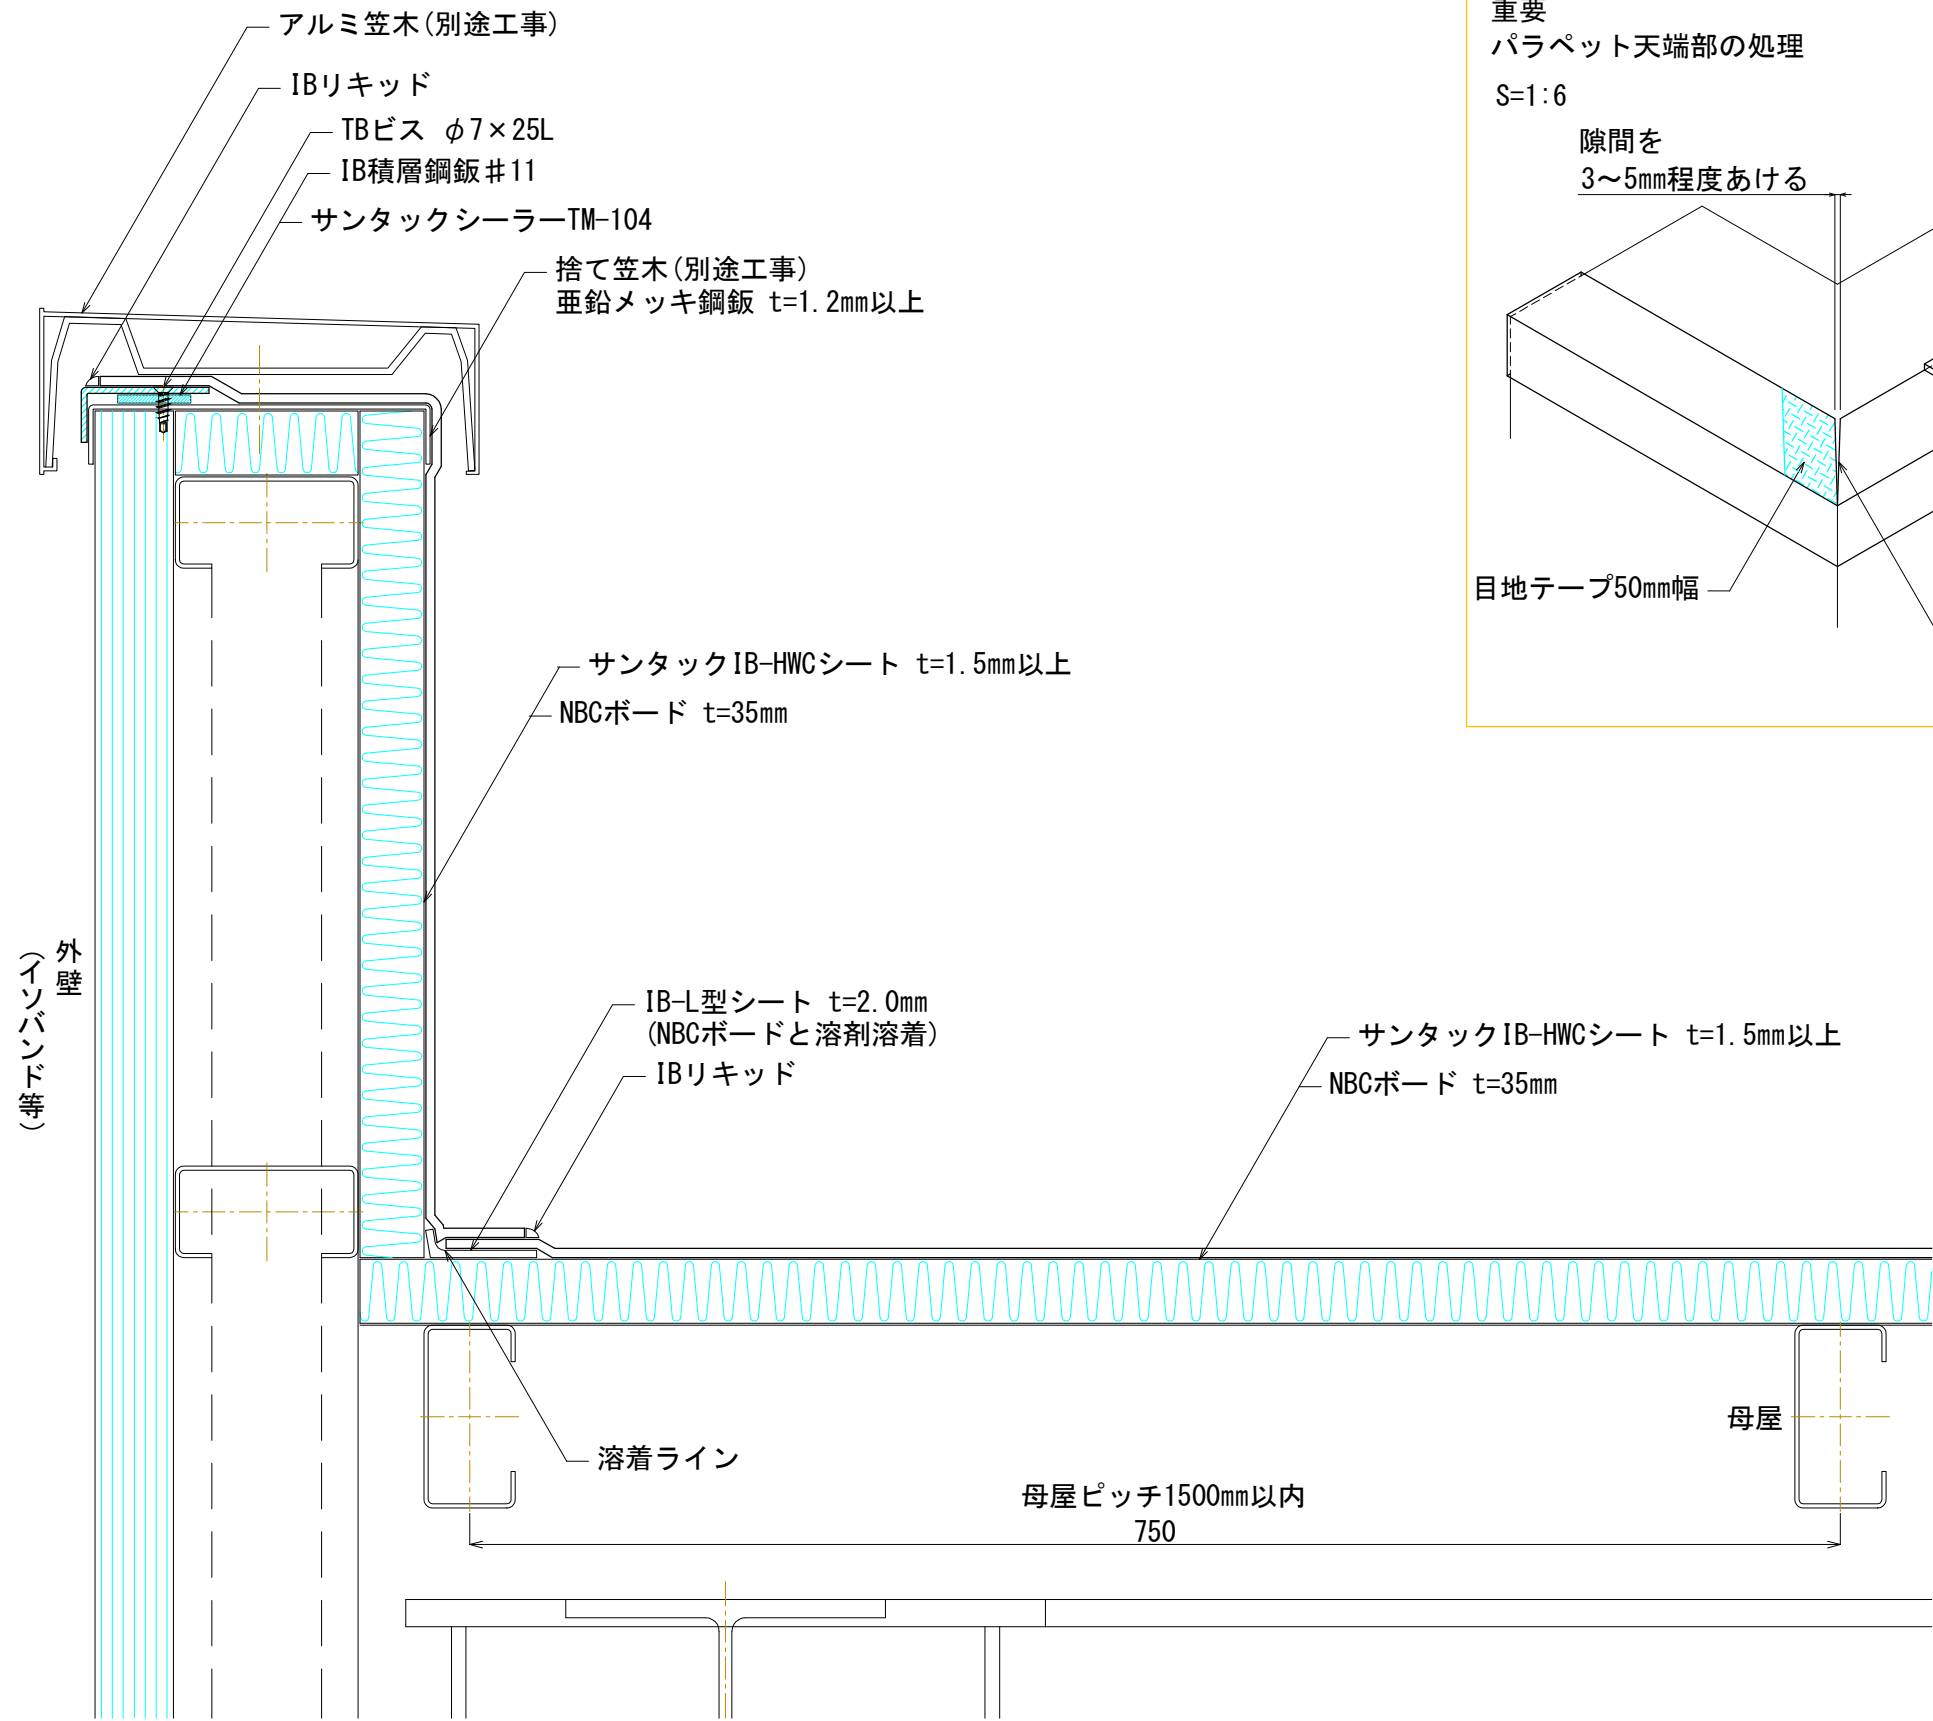 アルミ笠木(別途工事)
IBリキッド
TBビス φ7×25L
IB積層鋼鈑♯11
サンタックシーラーTM-104
捨て笠木(別途工事)
亜鉛メッキ鋼鈑 t=1.2mm以上
重要
パラペット天端部の処理
S=1:6
隙間を
3～5mm程度あける
目地テープ50mm幅
サンタックIB-HWCシート t=1.5mm以上
NBCボード t=35mm
外壁
(イソバンド等)
IB-L型シート t=2.0mm
(NBCボードと溶剤溶着)
IBリキッド
サンタックIB-HWCシート t=1.5mm以上
NBCボード t=35mm
溶着ライン
母屋
母屋ピッチ1500mm以内
750